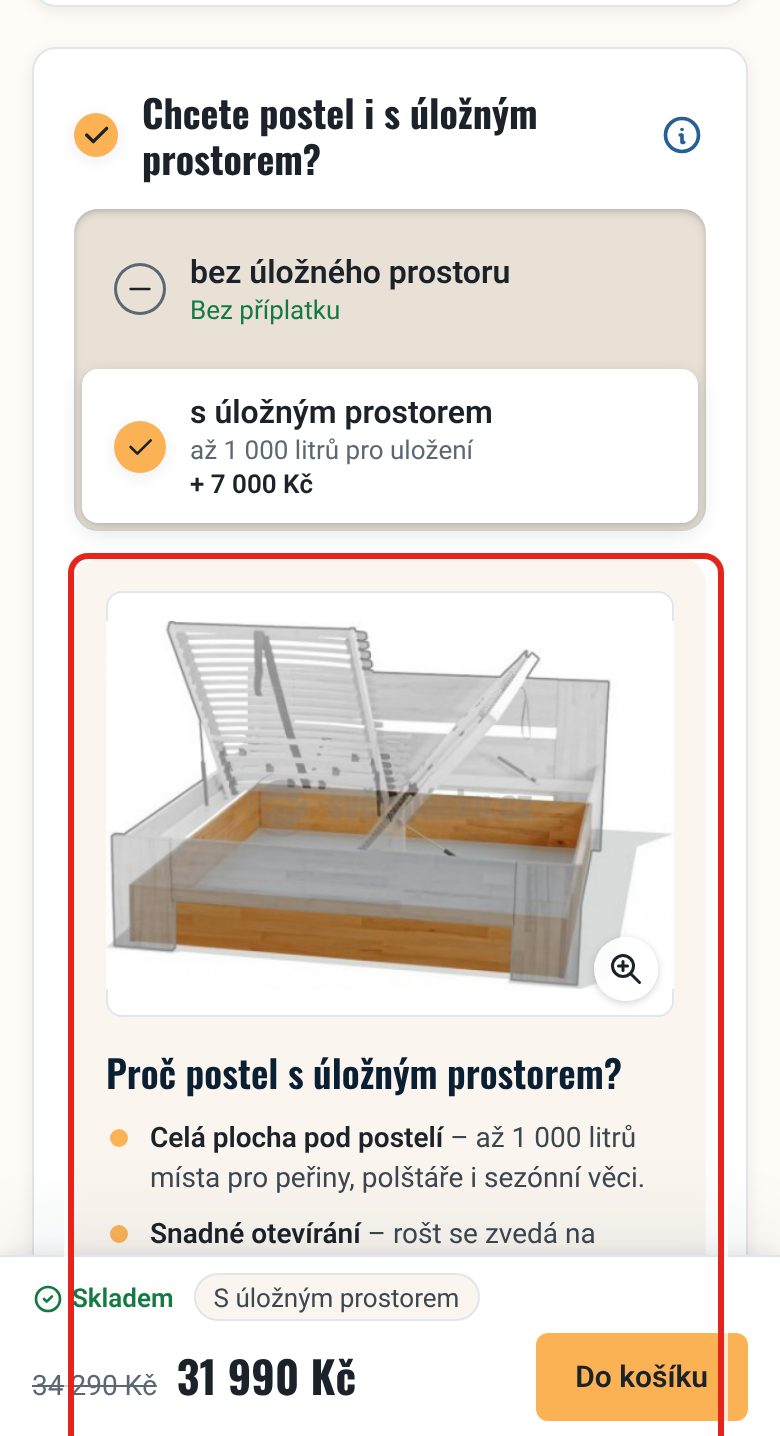 Chcete postel i s úložným
prostorem?
bez úložného prostoru
Bez příplatku
s úložným prostorem
až 1 000 litrů pro uložení
+ 7 000 Kč
Proč postel s úložným prostorem?
Celá plocha pod postelí – až 1 000 litrů
místa pro peřiny, polštáře i sezónní věci.
Snadné otevírání – rošt se zvedá na
Skladem
S úložným prostorem
34 290 Kč
31 990 Kč
Do košíku